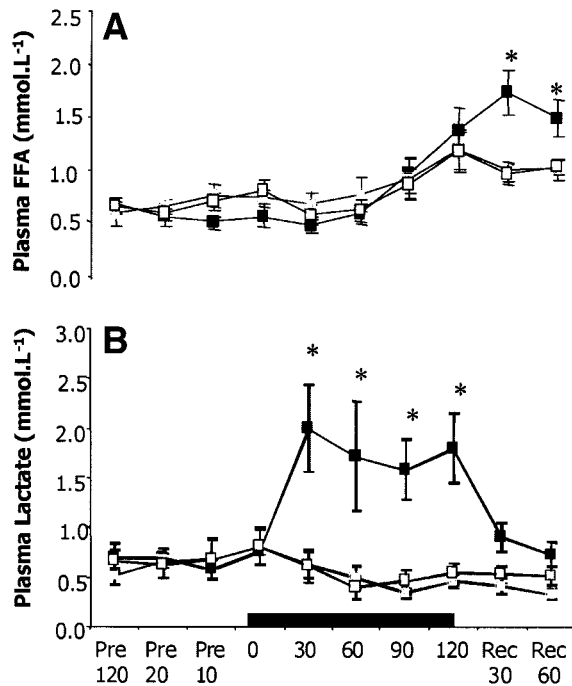 A
Plasma FFA (mmol.L-1)
2.5
2.0
1.5
1.0
0.5
0.0
* *
B
Plasma Lactate (mmol.L-1)
3.0
2.5
2.0
1.5
1.0
0.5
0.0
* * * *
Pre Pre Pre 0 30 60 90 120 Rec Rec
120 20 10 30 60